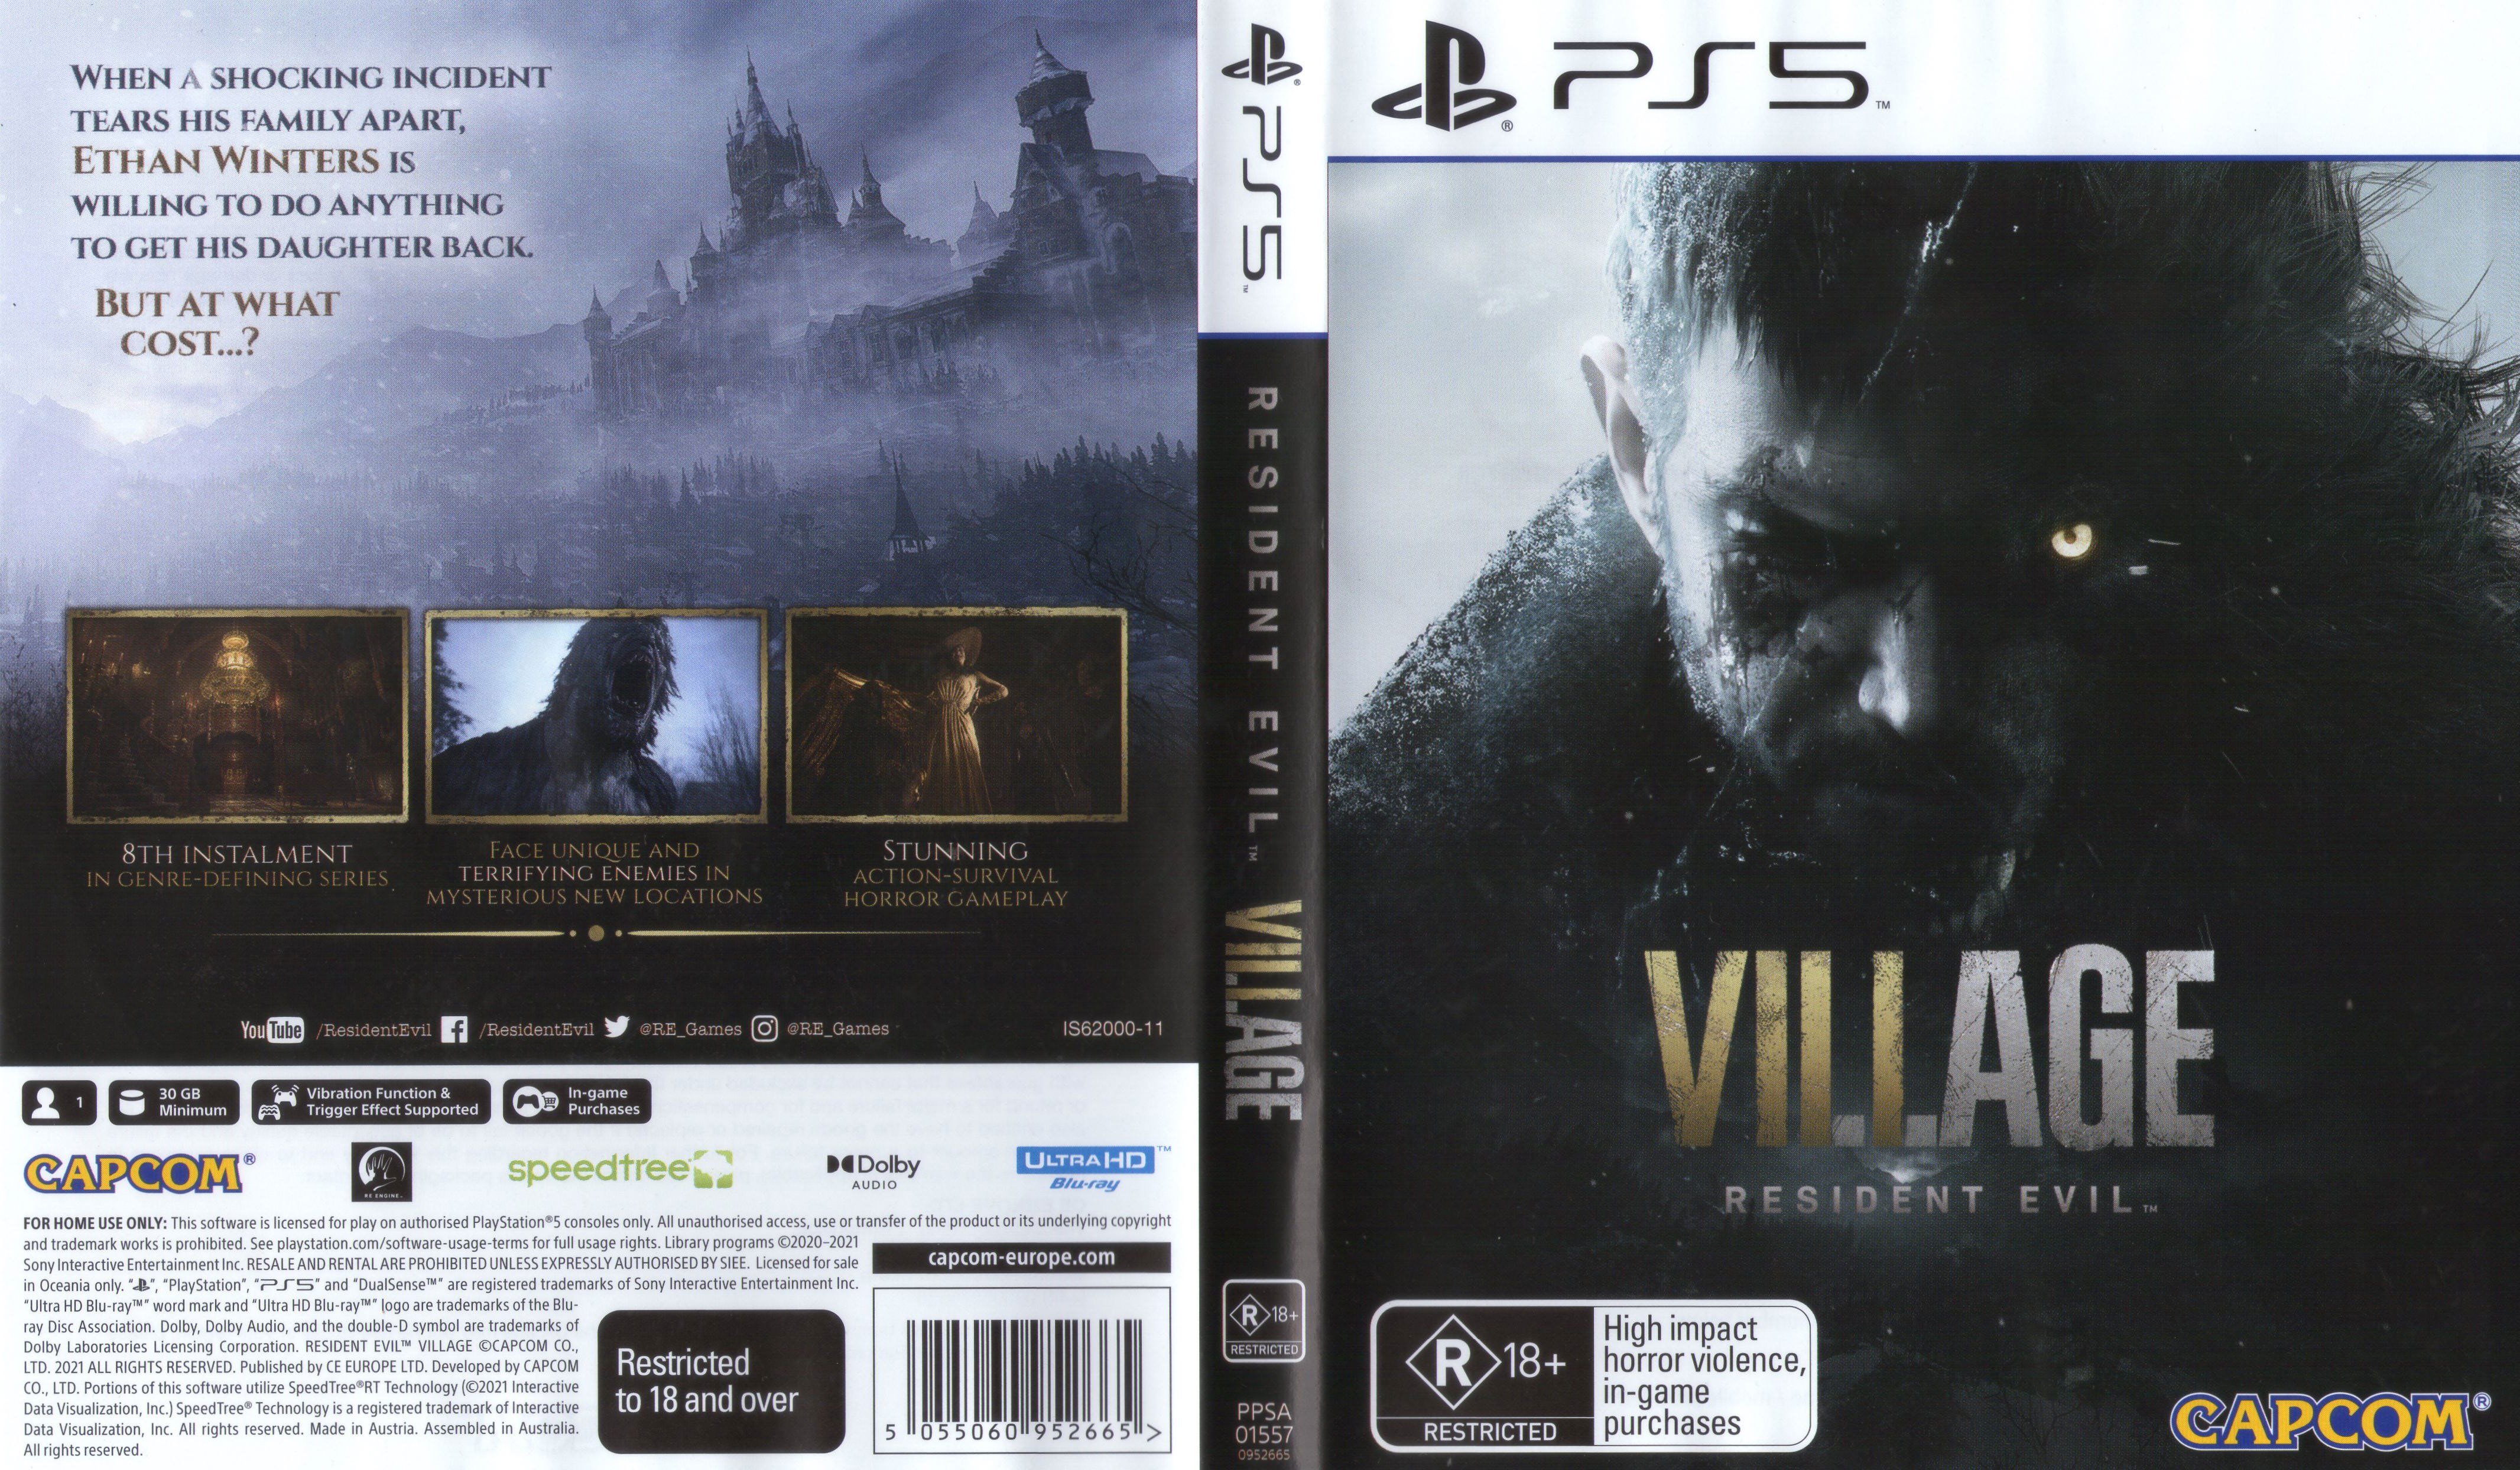 WHEN A SHOCKING INCIDENT
TEARS HIS FAMILY APART,
ETHAN WINTERS IS
WILLING TO DO ANYTHING
TO GET HIS DAUGHTER BACK.
BUT AT WHAT
COST...?
8TH INSTALMENT
IN GENRE-DEFINING SERIES
FACE UNIQUE AND
TERRIFYING ENEMIES IN
MYSTERIOUS NEW LOCATIONS
STUNNING
ACTION-SURVIVAL
HORROR GAMEPLAY
YouTube /ResidentEvil /ResidentEvil @RE_Games @RE_Games
IS62000-11
1
30 GB
Minimum
Vibration Function &
Trigger Effect Supported
In-game
Purchases
CAPCOM®
RE ENGINE™
speedtree®
Dolby
AUDIO
ULTRA HD™
Blu-ray
FOR HOME USE ONLY: This software is licensed for play on authorised PlayStation®5 consoles only. All unauthorised access, use or transfer of the product or its underlying copyright
and trademark works is prohibited. See playstation.com/software-usage-terms for full usage rights. Library programs ©2020–2021
Sony Interactive Entertainment Inc. RESALE AND RENTAL ARE PROHIBITED UNLESS EXPRESSLY AUTHORISED BY SIEE. Licensed for sale
in Oceania only. “ ”, “PlayStation”, “PS5” and “DualSense™” are registered trademarks of Sony Interactive Entertainment Inc.
“Ultra HD Blu-ray™” word mark and “Ultra HD Blu-ray™” logo are trademarks of the Blu-
ray Disc Association. Dolby, Dolby Audio, and the double-D symbol are trademarks of
Dolby Laboratories Licensing Corporation. RESIDENT EVIL™ VILLAGE ©CAPCOM CO.,
LTD. 2021 ALL RIGHTS RESERVED. Published by CE EUROPE LTD. Developed by CAPCOM
CO., LTD. Portions of this software utilize SpeedTree®RT Technology (©2021 Interactive
Data Visualization, Inc.) SpeedTree® Technology is a registered trademark of Interactive
Data Visualization, Inc. All rights reserved. Made in Austria. Assembled in Australia.
All rights reserved.
capcom-europe.com
Restricted
to 18 and over
5 055060 952665 >
® PS5™
RESIDENT EVIL™ VILLAGE
R 18+
RESTRICTED
PPSA
01557
0952665
® PS5™
VILLAGE
RESIDENT EVIL™
R 18+
RESTRICTED
High impact
horror violence,
in-game
purchases
CAPCOM®